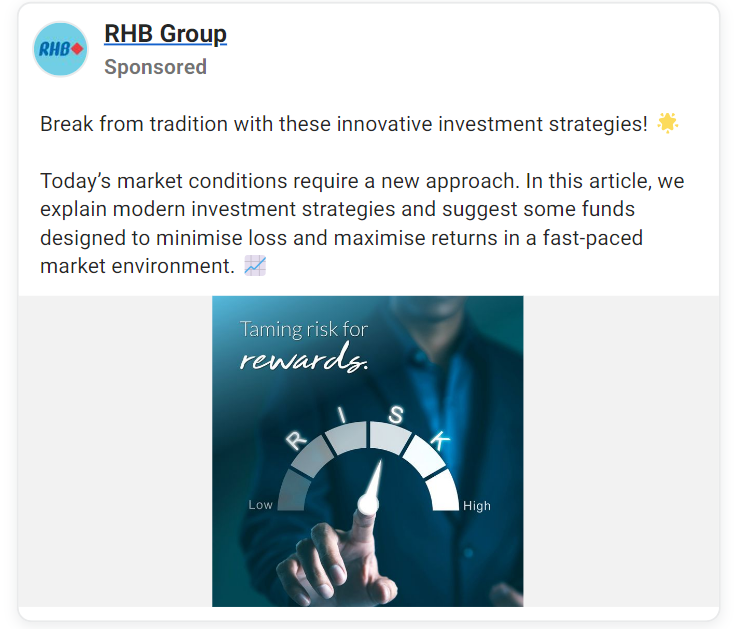 RHB
RHB Group
Sponsored
Break from tradition with these innovative investment strategies! 🌟
Today’s market conditions require a new approach. In this article, we
explain modern investment strategies and suggest some funds
designed to minimise loss and maximise returns in a fast-paced
market environment. 📈
Taming risk for
rewards.
RISK
Low
High